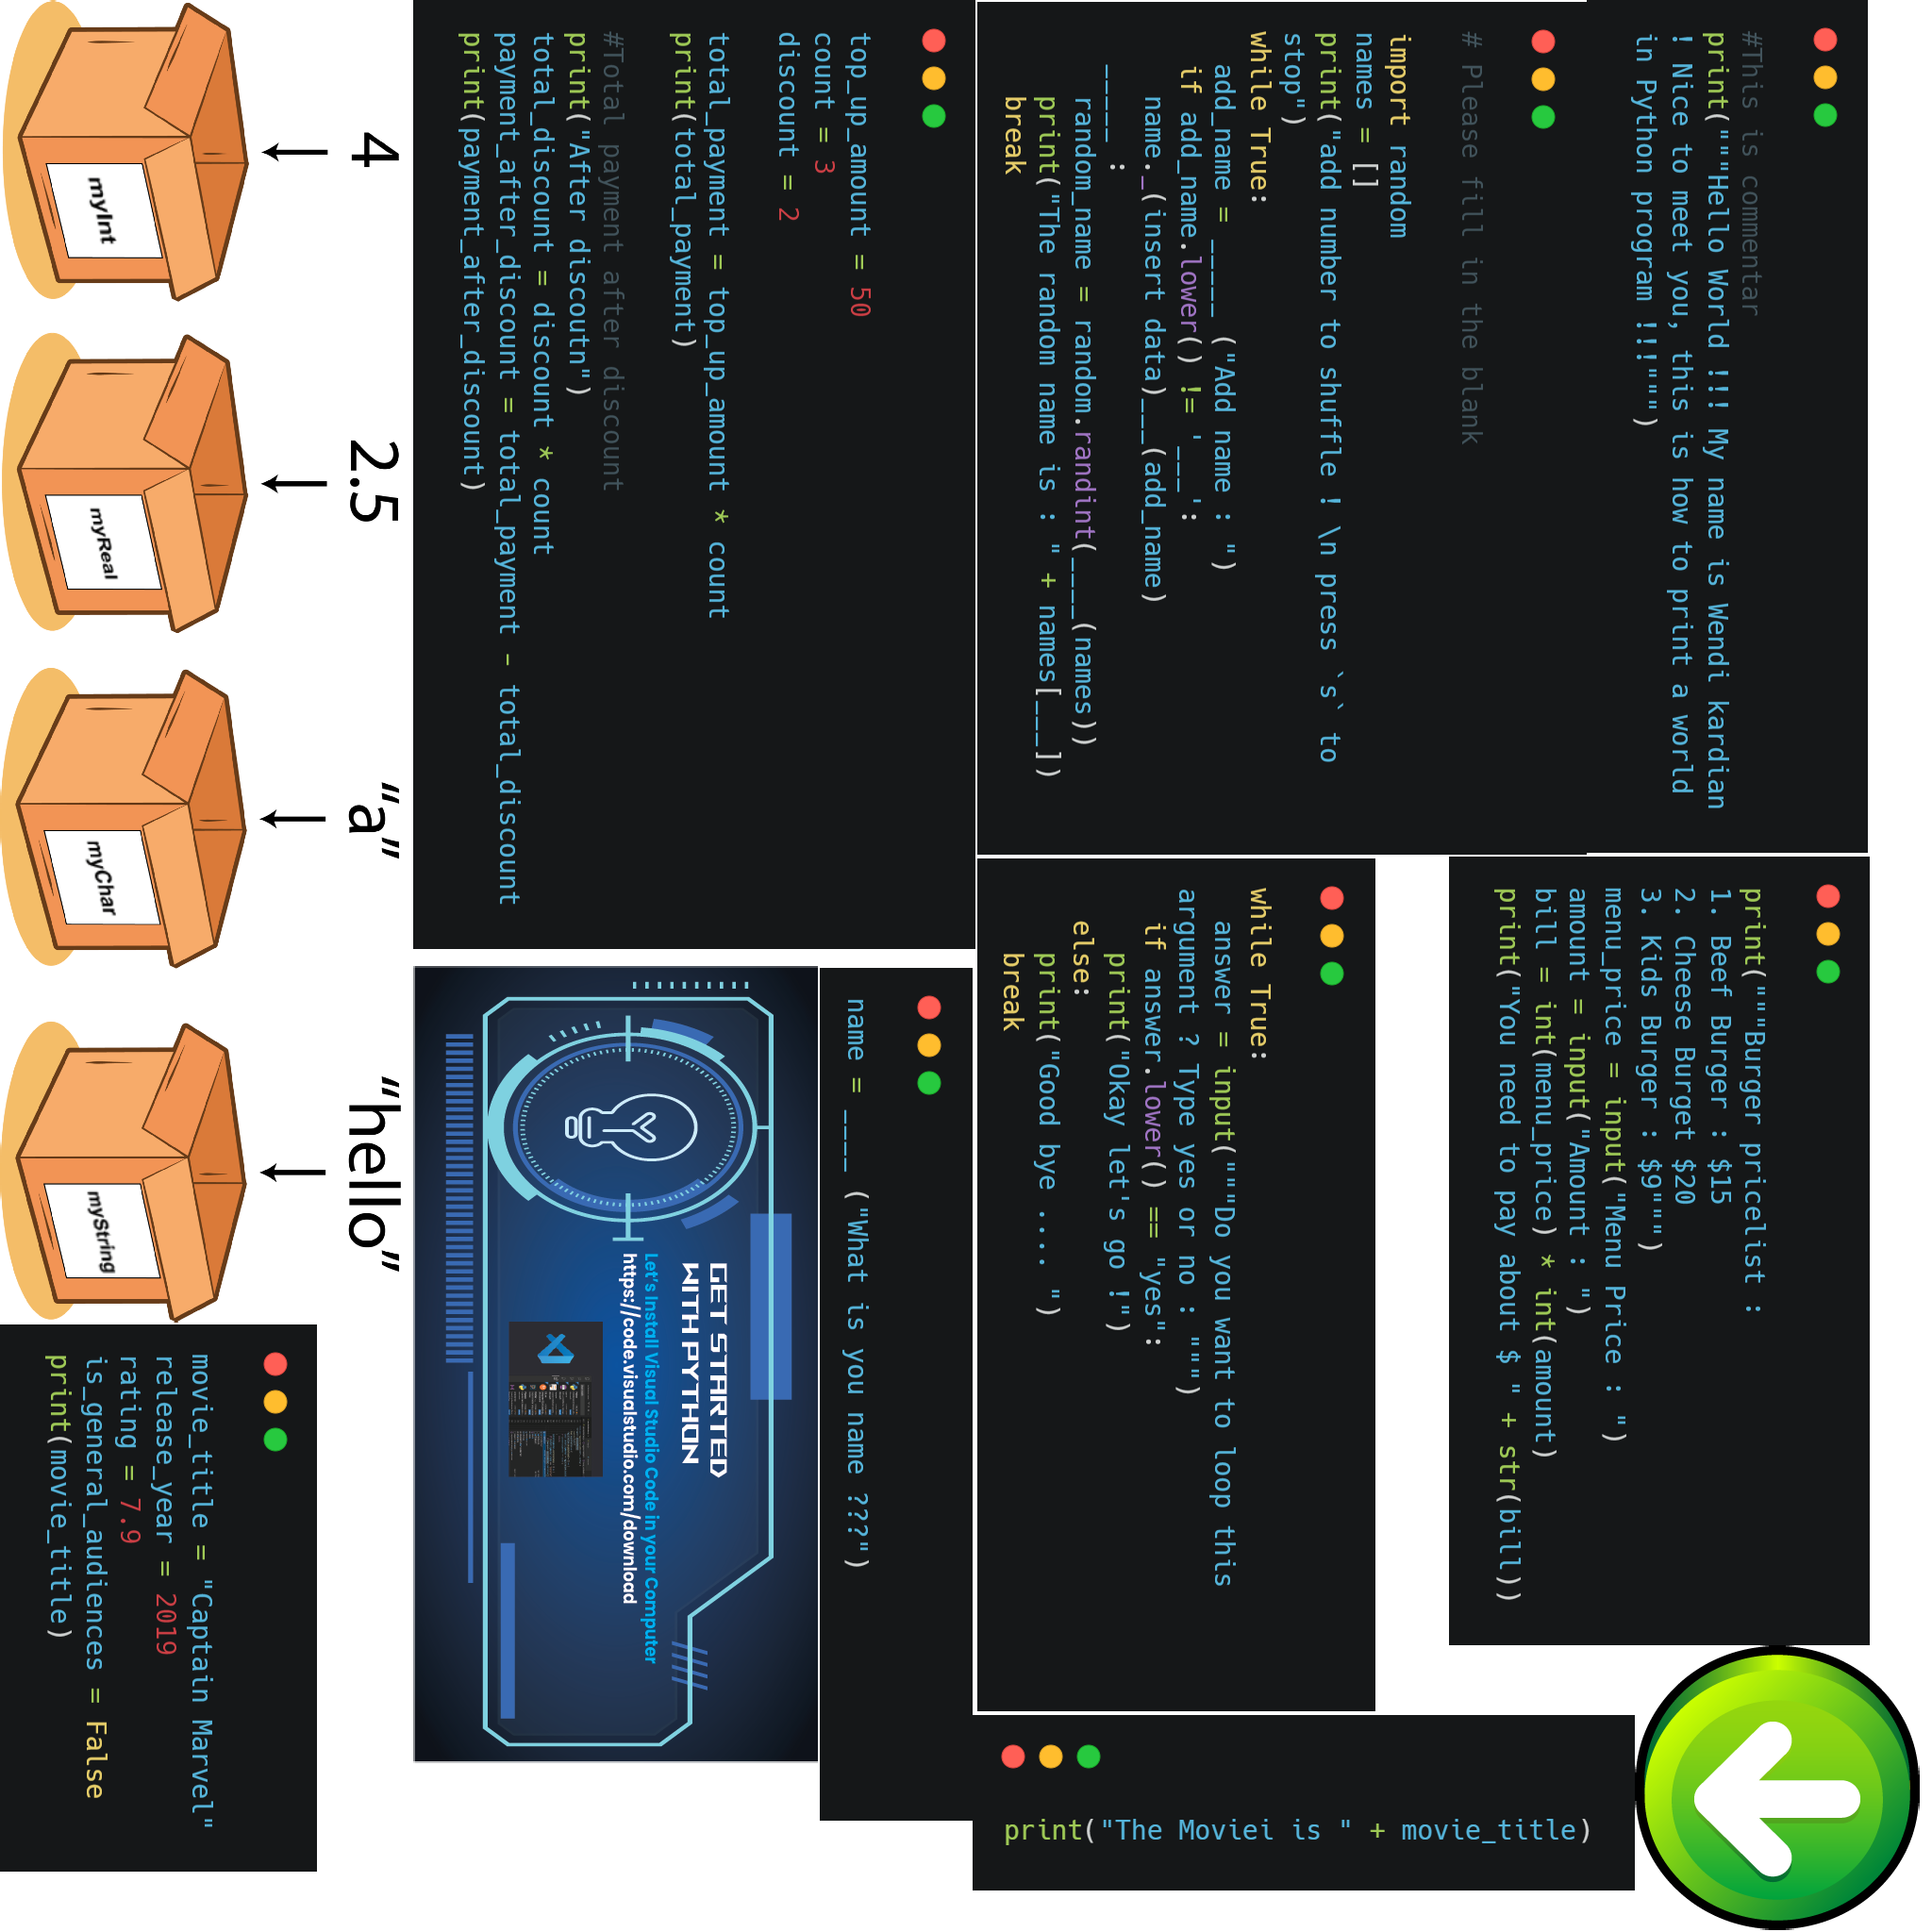 #This is commentar
print("""Hello World !!! My name is Wendi kardian
! Nice to meet you, this is how to print a world
in Python program !!!""")
# Please fill in the blank
import random
names = []
print("add number to shuffle ! \n press `s` to
stop")
while True:
add_name = _____ ("Add name : ")
if add_name.lower() != '___':
name._(insert data)___(add_name)
_____ :
random_name = random.randint(____(names))
print("The random name is : " + names[___])
break
top_up_amount = 50
count = 3
discount = 2
total_payment = top_up_amount * count
print(total_payment)
#Total payment after discount
print("After discoutn")
total_discount = discount * count
payment_after_discount = total_payment - total_discount
print(payment_after_discount)
4
2.5
“a”
“hello”
myInt
myReal
myChar
myString
print("""Burger pricelist :
1. Beef Burger : $15
2. Cheese Burget $20
3. Kids Burger : $9""")
menu_price = input("Menu Price : ")
amount = input("Amount : ")
bill = int(menu_price) * int(amount)
print("You need to pay about $ " + str(bill))
while True:
answer = input("""Do you want to loop this
argument ? Type yes or no : """)
if answer.lower() == "yes":
print("Okay let's go !")
else:
print("Good bye .... ")
break
name = ____ ("What is you name ???")
GET STARTED
WITH PYTHON
Let's Install Visual Studio Code in your Computer
https://code.visualstudio.com/download
print("The Moviei is " + movie_title)
movie_title = "Captain Marvel"
release_year = 2019
rating = 7.9
is_general_audiences = False
print(movie_title)